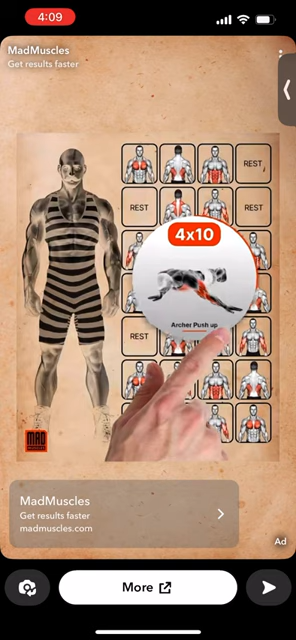 4:09
MadMuscles
Get results faster
REST
REST
REST
4x10
Archer Push up
REST
MAD
MadMuscles
Get results faster
madmuscles.com
Ad
More